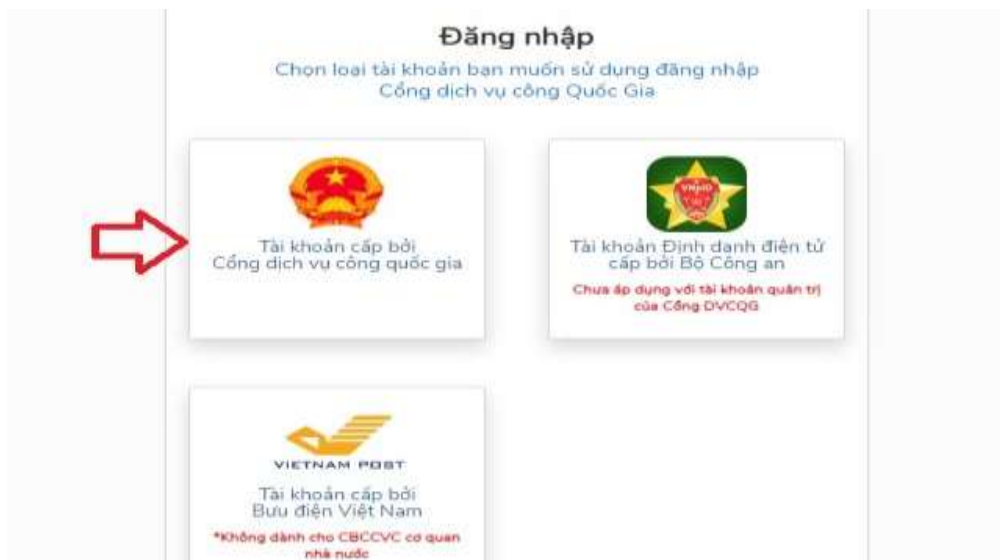 Đăng nhập
Chọn loại tài khoản bạn muốn sử dụng đăng nhập
Cổng dịch vụ công Quốc Gia
Tài khoản cấp bởi
Cổng dịch vụ công quốc gia
VNeID
Tài khoản Định danh điện tử
cấp bởi Bộ Công an
Chưa áp dụng với tài khoản quản trị
của Cổng DVCQG
VIETNAM POST
Tài khoản cấp bởi
Bưu điện Việt Nam
*Không dành cho CBCCVC cơ quan
nhà nước